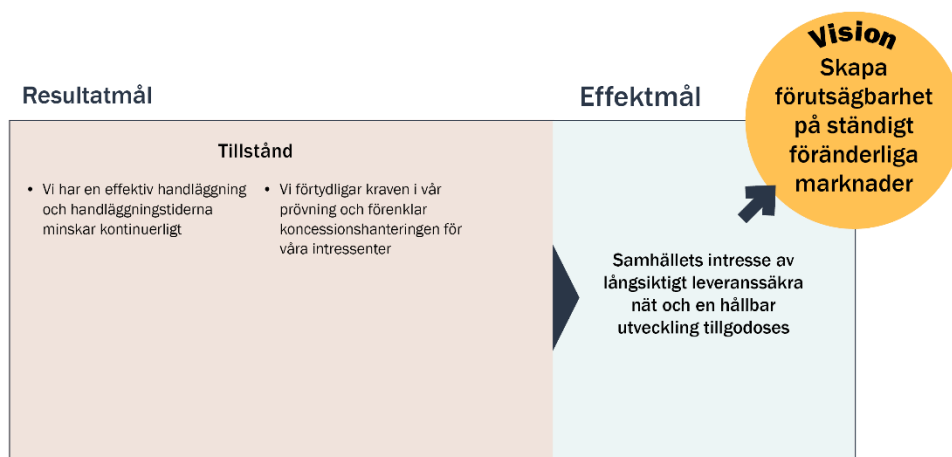 Vision
Skapa
förutsägbarhet
på ständigt
föränderliga
marknader
Resultatmål
Effektmål
Tillstånd
• Vi har en effektiv handläggning
och handläggningstiderna
minskar kontinuerligt
• Vi förtydligar kraven i vår
prövning och förenklar
koncessionshanteringen för
våra intressenter
Samhällets intresse av
långsiktigt leveranssäkra
nät och en hållbar
utveckling tillgodoses